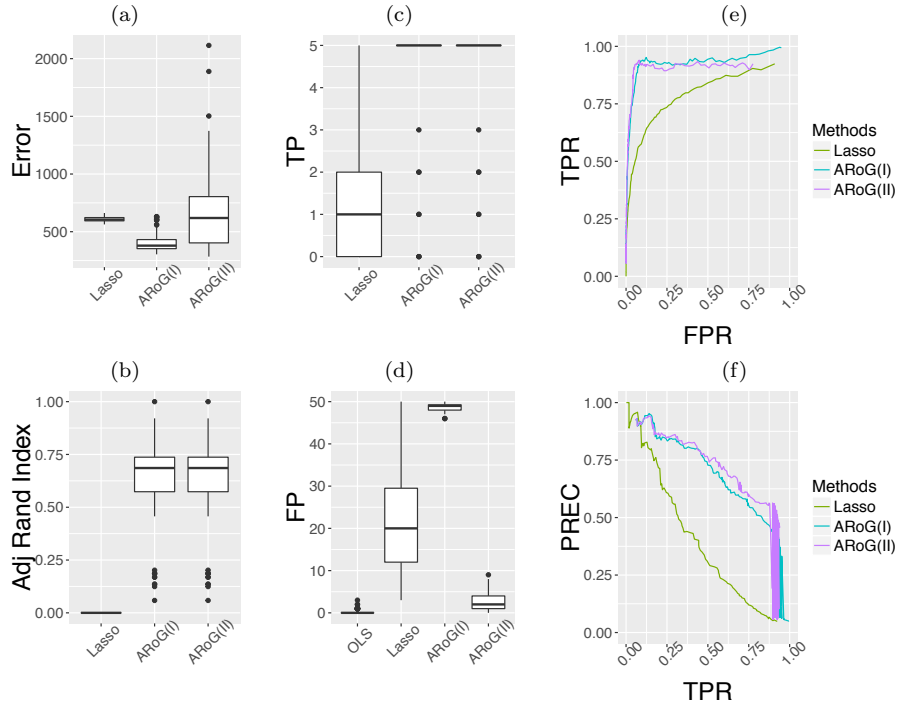 (a)
Error
2000
1500
1000
500
Lasso
ARoG(I)
ARoG(II)
(c)
TP
5
4
3
2
1
0
Lasso
ARoG(I)
ARoG(II)
(e)
TPR
1.00
0.75
0.50
0.25
0.00
0.00
0.25
0.50
0.75
1.00
FPR
Methods
Lasso
ARoG(I)
ARoG(II)
(b)
Adj Rand Index
1.00
0.75
0.50
0.25
0.00
Lasso
ARoG(I)
ARoG(II)
(d)
FP
50
40
30
20
10
0
OLS
Lasso
ARoG(I)
ARoG(II)
(f)
PREC
1.00
0.75
0.50
0.25
0.00
0.00
0.25
0.50
0.75
1.00
TPR
Methods
Lasso
ARoG(I)
ARoG(II)